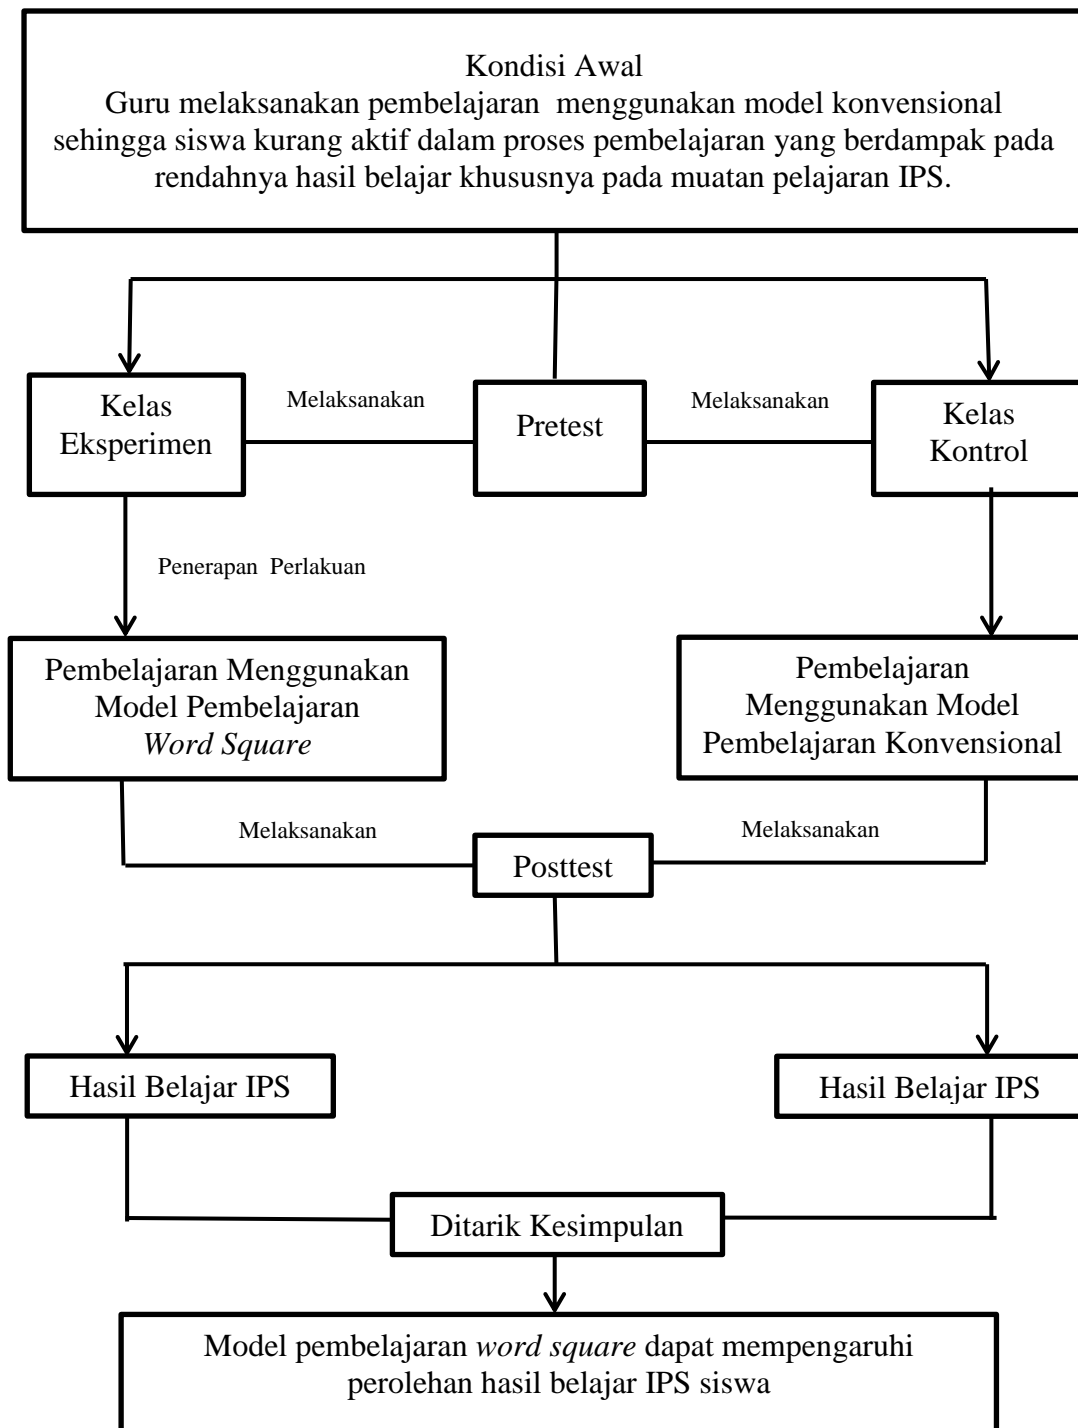 Kondisi Awal
Guru melaksanakan pembelajaran  menggunakan model konvensional
sehingga siswa kurang aktif dalam proses pembelajaran yang berdampak pada
rendahnya hasil belajar khususnya pada muatan pelajaran IPS.
Kelas
Eksperimen
Melaksanakan
Pretest
Melaksanakan
Kelas
Kontrol
Penerapan  Perlakuan
Pembelajaran Menggunakan
Model Pembelajaran
Word Square
Pembelajaran
Menggunakan Model
Pembelajaran Konvensional
Melaksanakan
Posttest
Melaksanakan
Hasil Belajar IPS
Hasil Belajar IPS
Ditarik Kesimpulan
Model pembelajaran word square dapat mempengaruhi
perolehan hasil belajar IPS siswa